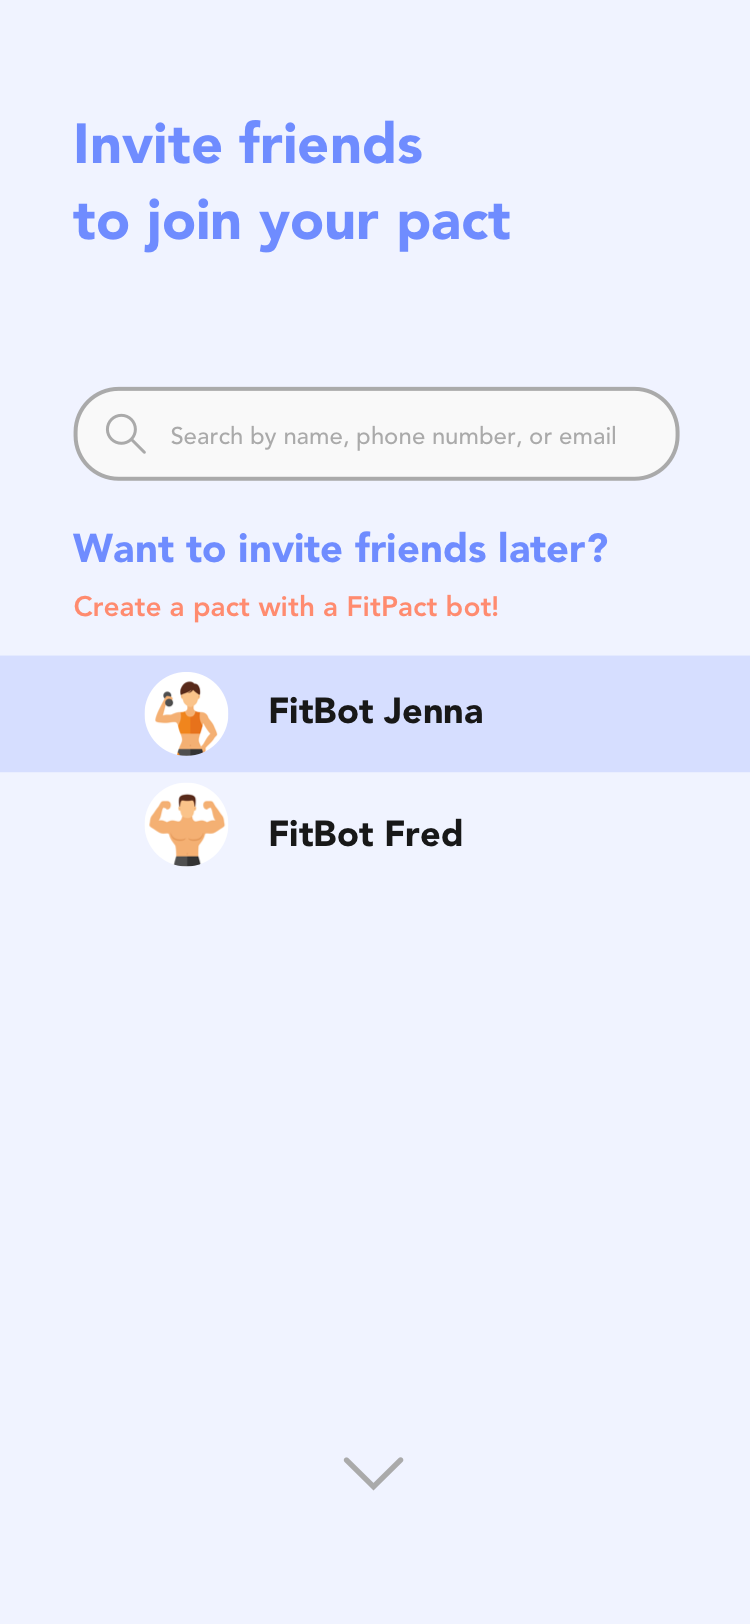 Invite friends
to join your pact
Search by name, phone number, or email
Want to invite friends later?
Create a pact with a FitPact bot!
FitBot Jenna
FitBot Fred